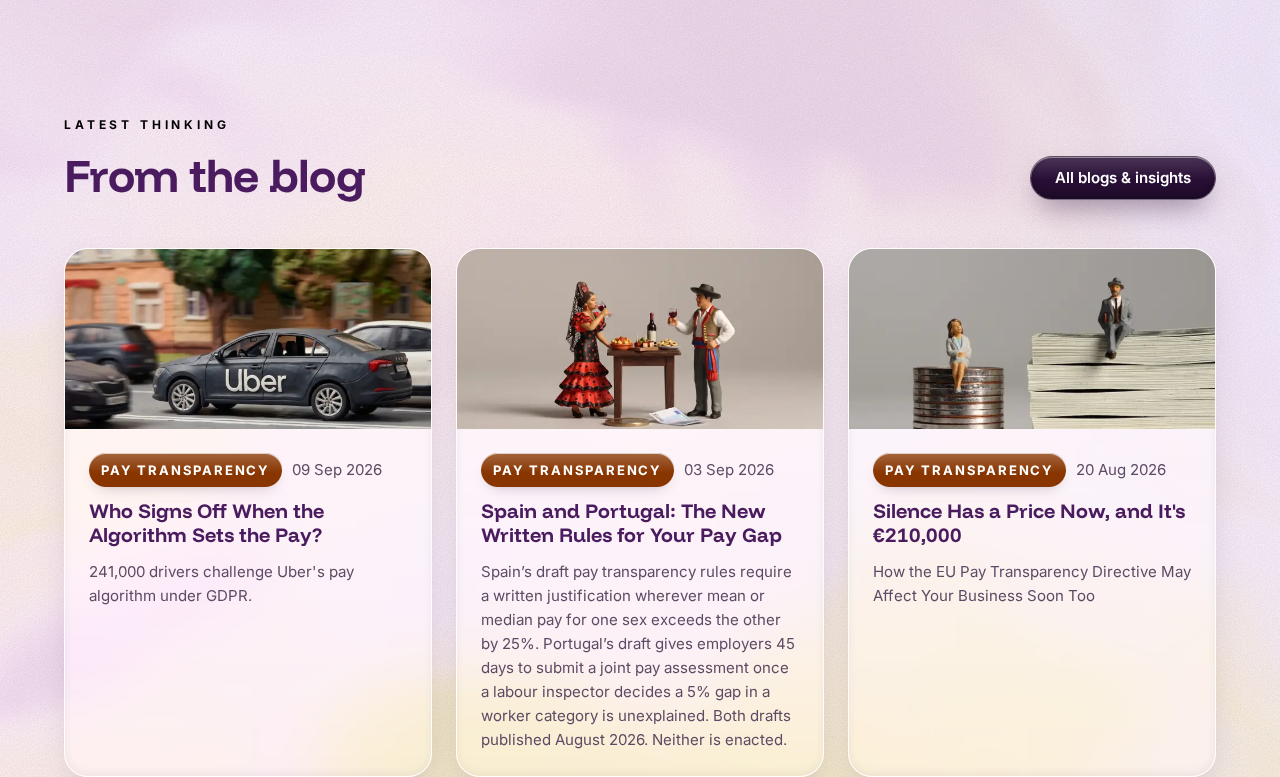 LATEST THINKING
From the blog
All blogs & insights
Uber
PAY TRANSPARENCY 09 Sep 2026
Who Signs Off When the
Algorithm Sets the Pay?
241,000 drivers challenge Uber's pay
algorithm under GDPR.
PAY TRANSPARENCY 03 Sep 2026
Spain and Portugal: The New
Written Rules for Your Pay Gap
Spain’s draft pay transparency rules require
a written justification wherever mean or
median pay for one sex exceeds the other
by 25%. Portugal’s draft gives employers 45
days to submit a joint pay assessment once
a labour inspector decides a 5% gap in a
worker category is unexplained. Both drafts
published August 2026. Neither is enacted.
PAY TRANSPARENCY 20 Aug 2026
Silence Has a Price Now, and It's
€210,000
How the EU Pay Transparency Directive May
Affect Your Business Soon Too